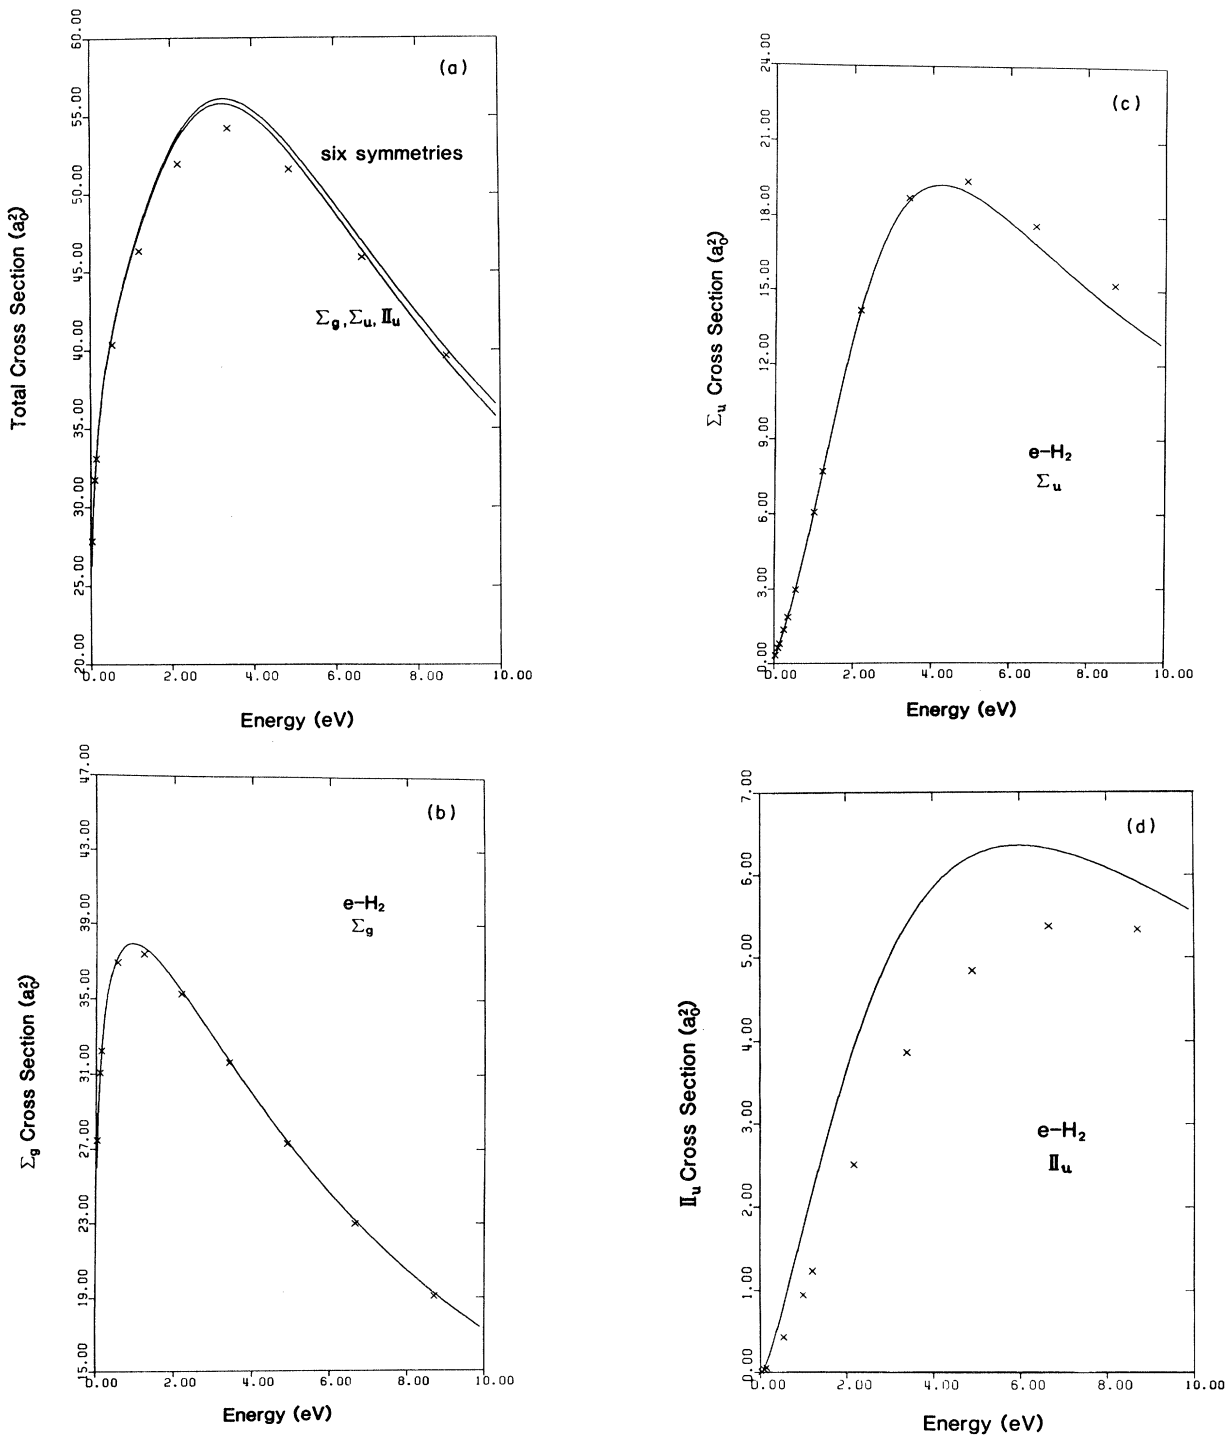 (a)
60.00
55.00
50.00
45.00
40.00
35.00
30.00
25.00
20.00
Total Cross Section (a₀²)
six symmetries
Σg, Σu, Πu
0.00 2.00 4.00 6.00 8.00 10.00
Energy (eV)
(c)
24.00
21.00
18.00
15.00
12.00
9.00
6.00
3.00
0.00
Σu Cross Section (a₀²)
e-H₂
Σu
0.00 2.00 4.00 6.00 8.00 10.00
Energy (eV)
(b)
47.00
43.00
39.00
35.00
31.00
27.00
23.00
19.00
15.00
Σg Cross Section (a₀²)
e-H₂
Σg
0.00 2.00 4.00 6.00 8.00 10.00
Energy (eV)
(d)
7.00
6.00
5.00
4.00
3.00
2.00
1.00
0.00
Πu Cross Section (a₀²)
e-H₂
Πu
0.00 2.00 4.00 6.00 8.00 10.00
Energy (eV)